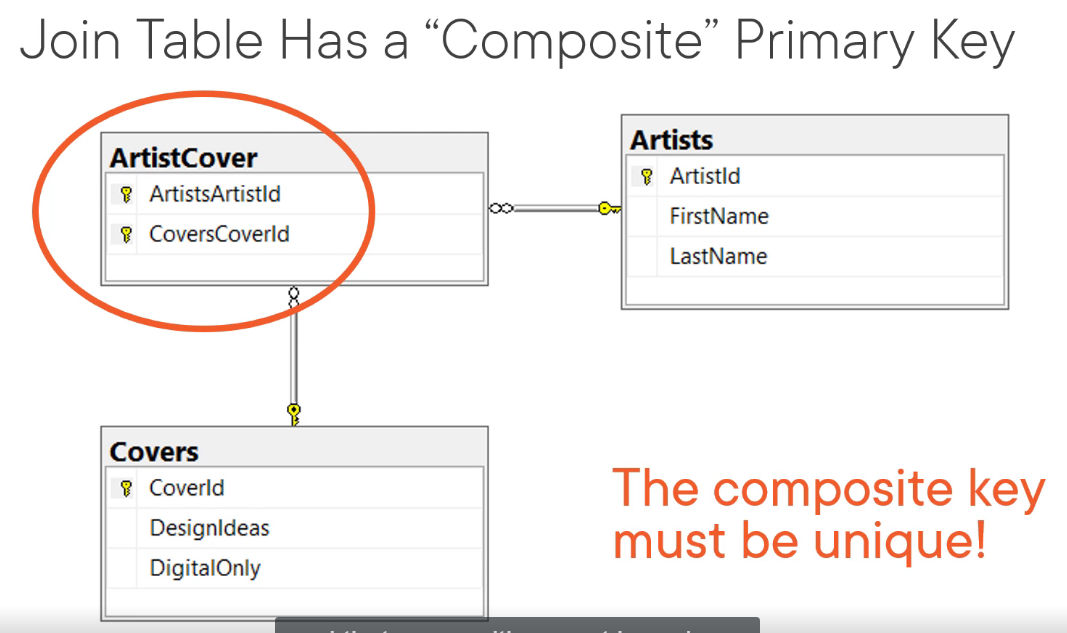 Join Table Has a “Composite” Primary Key
ArtistCover
ArtistsArtistId
CoversCoverId
Artists
ArtistId
FirstName
LastName
Covers
CoverId
DesignIdeas
DigitalOnly
The composite key
must be unique!